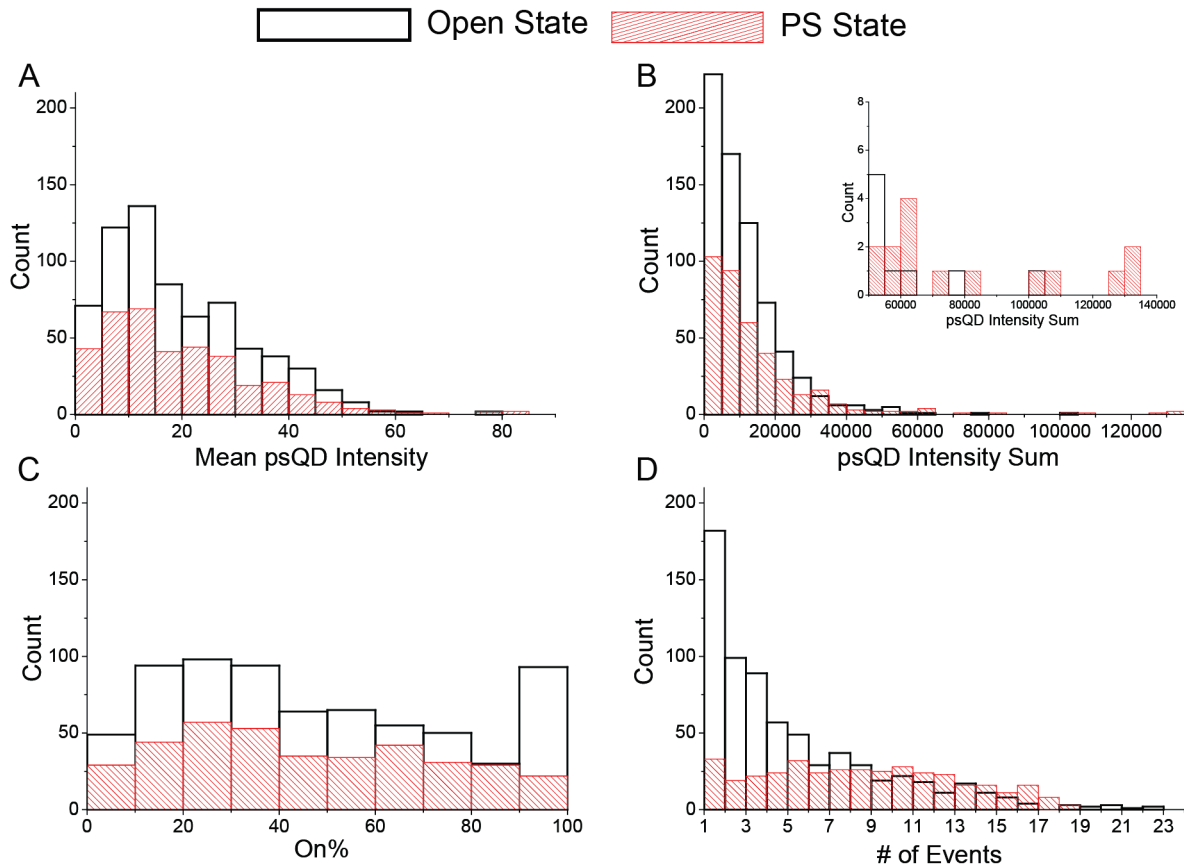 Open State PS State
A
200
150
100
50
0
Count
0 20 40 60 80
Mean psQD Intensity
B
200
150
100
50
0
Count
0 20000 40000 60000 80000 100000 120000
psQD Intensity Sum
8
6
4
2
0
Count
60000 80000 100000 120000 140000
psQD Intensity Sum
C
200
150
100
50
0
Count
0 20 40 60 80 100
On%
D
200
150
100
50
0
Count
1 3 5 7 9 11 13 15 17 19 21 23
# of Events